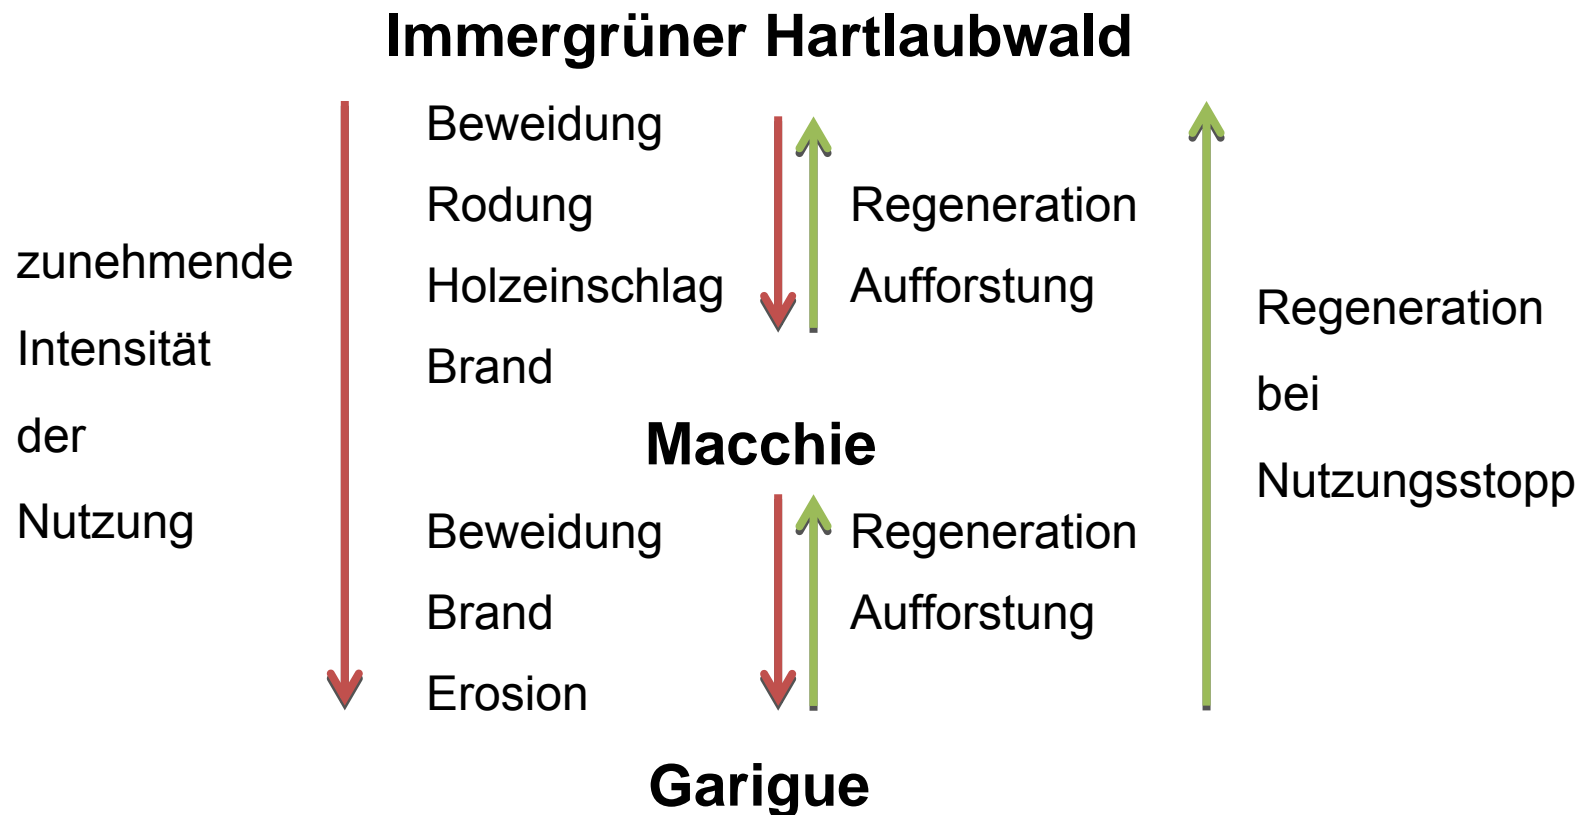 Immergrüner Hartlaubwald
zunehmende
Intensität
der
Nutzung
Beweidung
Rodung
Holzeinschlag
Brand
Regeneration
Aufforstung
Macchie
Beweidung
Brand
Erosion
Regeneration
Aufforstung
Garigue
Regeneration
bei
Nutzungsstopp